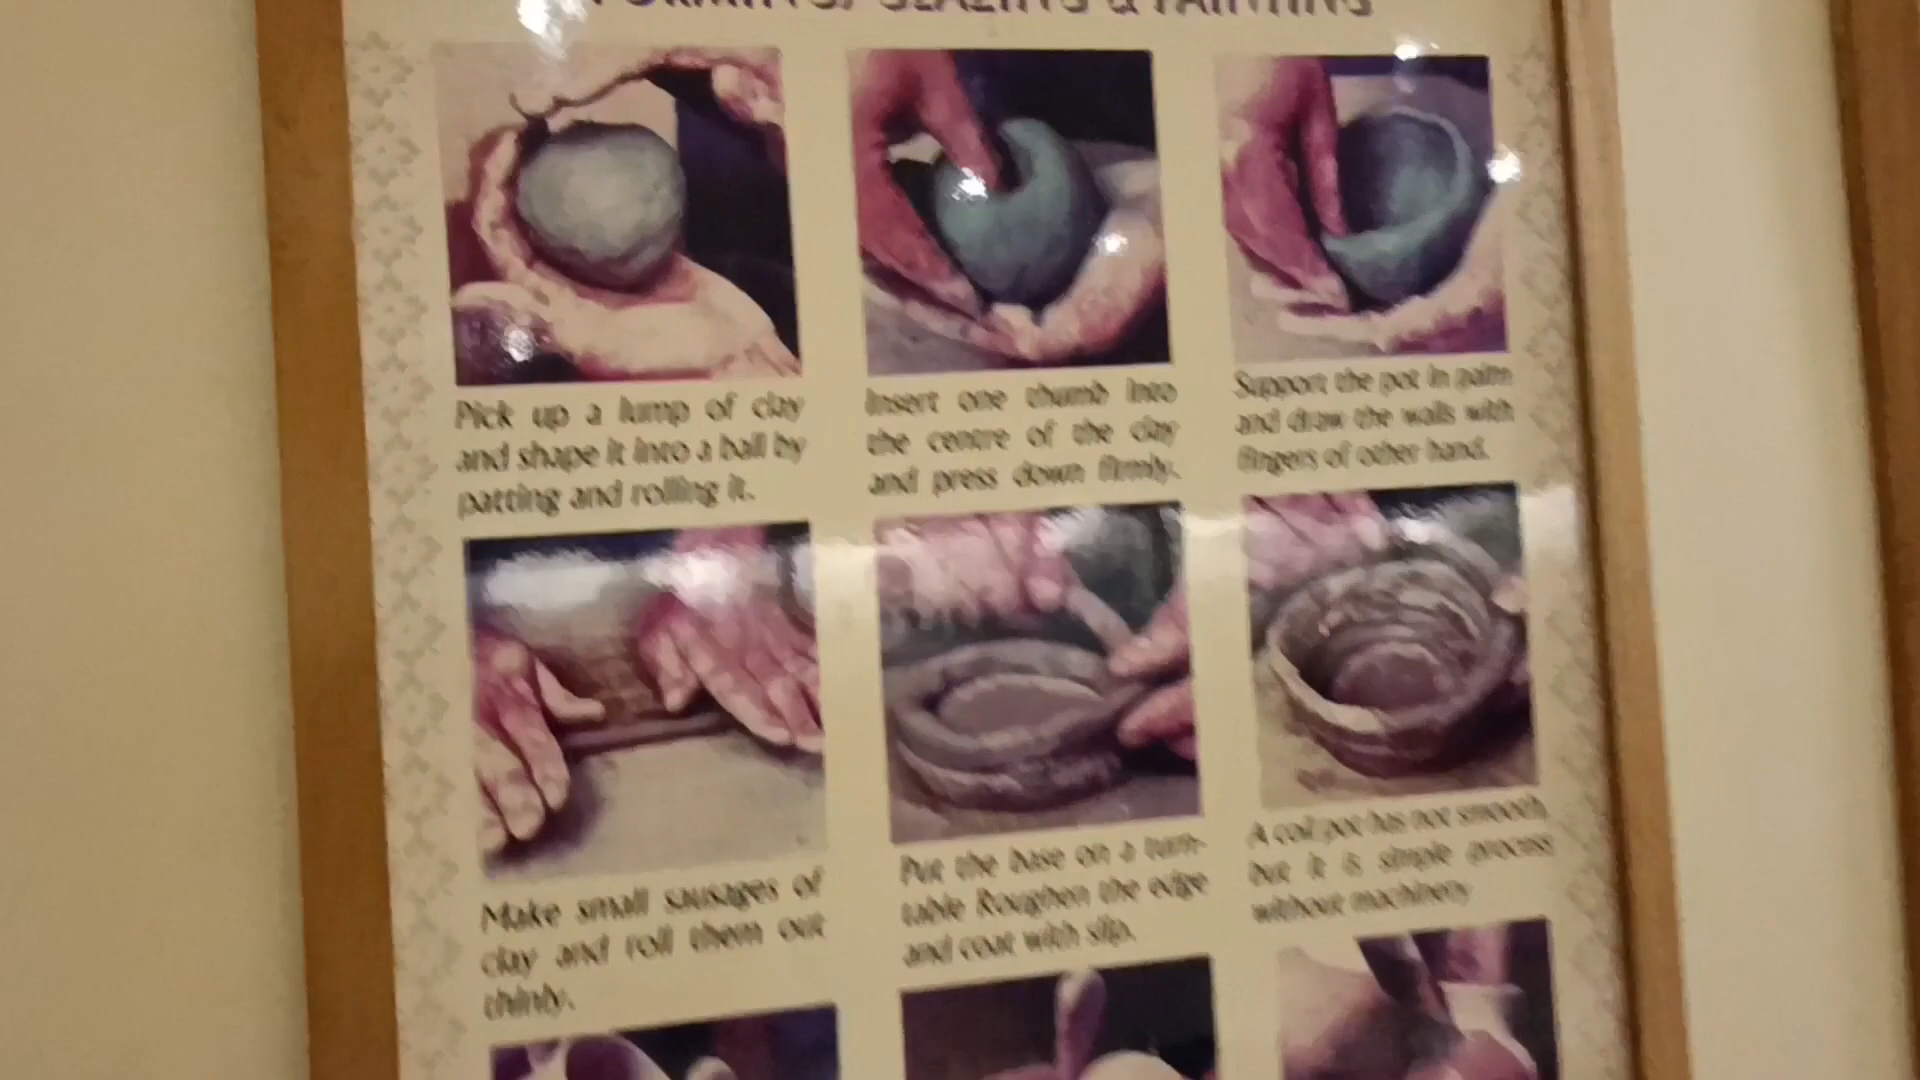 FORMING, GLAZING & PAINTING
Pick up a lump of clay
and shape it into a ball by
patting and rolling it.
Insert one thumb into
the centre of the clay
and press down firmly.
Support the pot in palm
and draw the walls with
fingers of other hand.
Make small sausages of
clay and roll them out
thinly.
Put the base on a turn-
table Roughen the edge
and coat with slip.
A coil pot has not smooth,
but it is simple process
without machinery